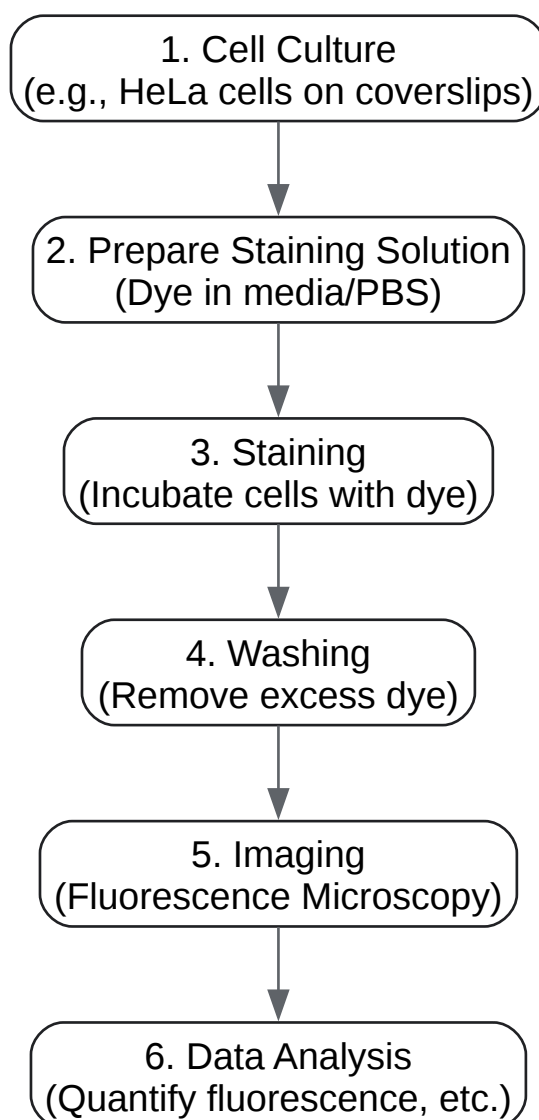 1. Cell Culture
(e.g., HeLa cells on coverslips)
2. Prepare Staining Solution
(Dye in media/PBS)
3. Staining
(Incubate cells with dye)
4. Washing
(Remove excess dye)
5. Imaging
(Fluorescence Microscopy)
6. Data Analysis
(Quantify fluorescence, etc.)